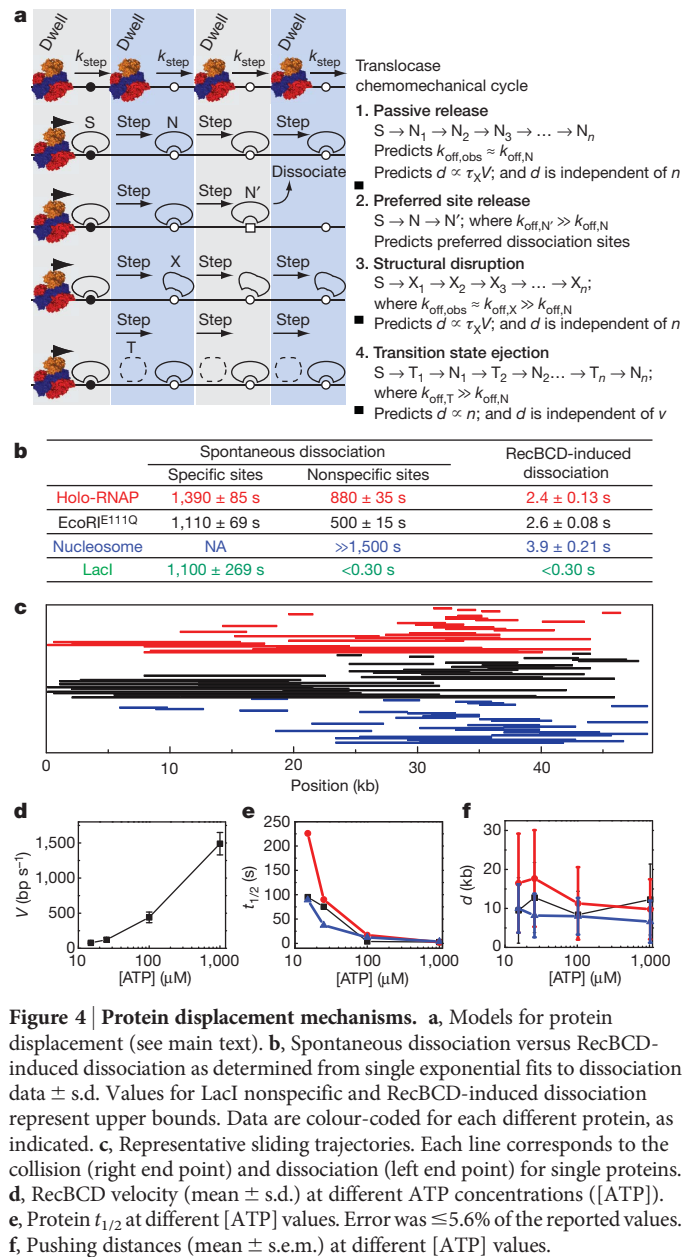 a
Dwell Dwell Dwell Dwell
k_step k_step k_step k_step
S Step N Step Step
Step Step N′ Dissociate
Step X Step Step
Step Step Step
T
Translocase
chemomechanical cycle
1. Passive release
S → N₁ → N₂ → N₃ → … → Nₙ
Predicts k_off,obs ≈ k_off,N
Predicts d ∝ τ_XV; and d is independent of n
2. Preferred site release
S → N → N′; where k_off,N′ ≫ k_off,N
Predicts preferred dissociation sites
3. Structural disruption
S → X₁ → X₂ → X₃ → … → Xₙ;
where k_off,obs ≈ k_off,X ≫ k_off,N
Predicts d ∝ τ_XV; and d is independent of n
4. Transition state ejection
S → T₁ → N₁ → T₂ → N₂… → Tₙ → Nₙ;
where k_off,T ≫ k_off,N
Predicts d ∝ n; and d is independent of v
b
Spontaneous dissociation RecBCD-induced
Specific sites Nonspecific sites dissociation
Holo-RNAP 1,390 ± 85 s 880 ± 35 s 2.4 ± 0.13 s
EcoRI^E111Q 1,110 ± 69 s 500 ± 15 s 2.6 ± 0.08 s
Nucleosome NA ≫1,500 s 3.9 ± 0.21 s
LacI 1,100 ± 269 s <0.30 s <0.30 s
c
0 10 20 30 40
Position (kb)
d
V (bp s⁻¹)
1,500
1,000
500
0
10 100 1,000
[ATP] (μM)
e
t₁/₂ (s)
250
200
150
100
50
0
10 100 1,000
[ATP] (μM)
f
d (kb)
30
20
10
0
10 100 1,000
[ATP] (μM)
Figure 4 | Protein displacement mechanisms. a, Models for protein
displacement (see main text). b, Spontaneous dissociation versus RecBCD-
induced dissociation as determined from single exponential fits to dissociation
data ± s.d. Values for LacI nonspecific and RecBCD-induced dissociation
represent upper bounds. Data are colour-coded for each different protein, as
indicated. c, Representative sliding trajectories. Each line corresponds to the
collision (right end point) and dissociation (left end point) for single proteins.
d, RecBCD velocity (mean ± s.d.) at different ATP concentrations ([ATP]).
e, Protein t₁/₂ at different [ATP] values. Error was ≤5.6% of the reported values.
f, Pushing distances (mean ± s.e.m.) at different [ATP] values.